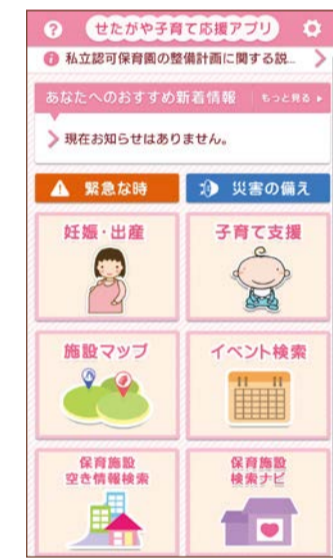 ?
せたがや子育て応援アプリ
私立認可保育園の整備計画に関する説...
あなたへのおすすめ新着情報
もっと見る
現在お知らせはありません。
緊急な時
災害の備え
妊娠・出産
子育て支援
施設マップ
イベント検索
保育施設
空き情報検索
保育施設
検索ナビ